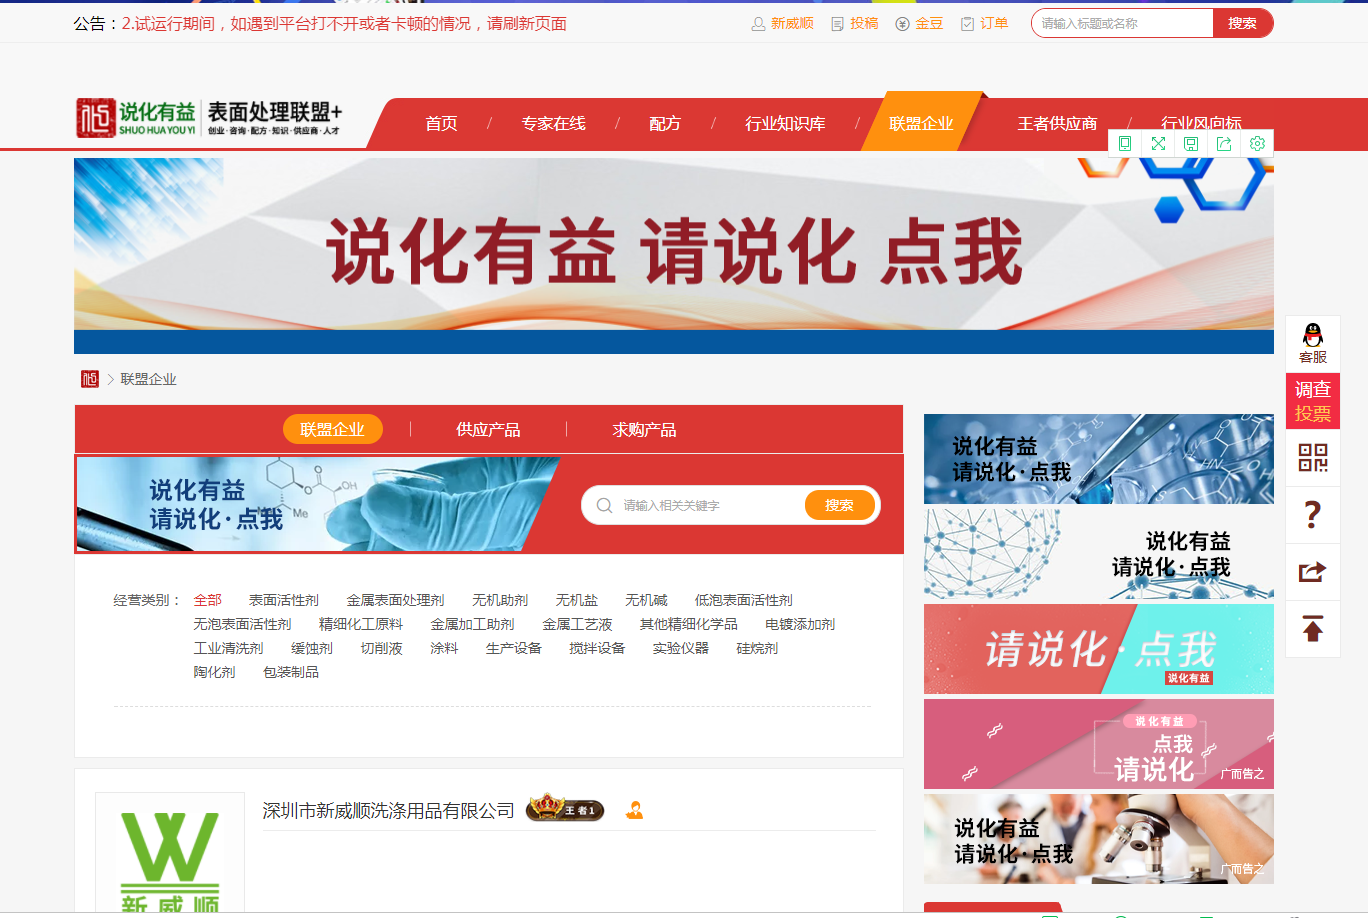 公告：2.试运行期间，如遇到平台打不开或者卡顿的情况，请刷新页面
新威顺 投稿 金豆 订单 请输入标题或名称 搜索
说化有益 SHUO HUA YOU YI 表面处理联盟+
创业·咨询·配方·知识·供应商·人才
首页 / 专家在线 / 配方 / 行业知识库 / 联盟企业 王者供应商 / 行业风向标
说化有益 请说化 点我
联盟企业
联盟企业 | 供应产品 | 求购产品
说化有益
请说化·点我
请输入相关关键字 搜索
经营类别： 全部 表面活性剂 金属表面处理剂 无机助剂 无机盐 无机碱 低泡表面活性剂
无泡表面活性剂 精细化工原料 金属加工助剂 金属工艺液 其他精细化学品 电镀添加剂
工业清洗剂 缓蚀剂 切削液 涂料 生产设备 搅拌设备 实验仪器 硅烷剂
陶化剂 包装制品
深圳市新威顺洗涤用品有限公司 王者1
新威顺
说化有益
请说化·点我
说化有益
请说化·点我
请说化·点我
说化有益
说化有益
点我
请说化
广而告之
说化有益
请说化·点我
广而告之
客服
调查
投票
?